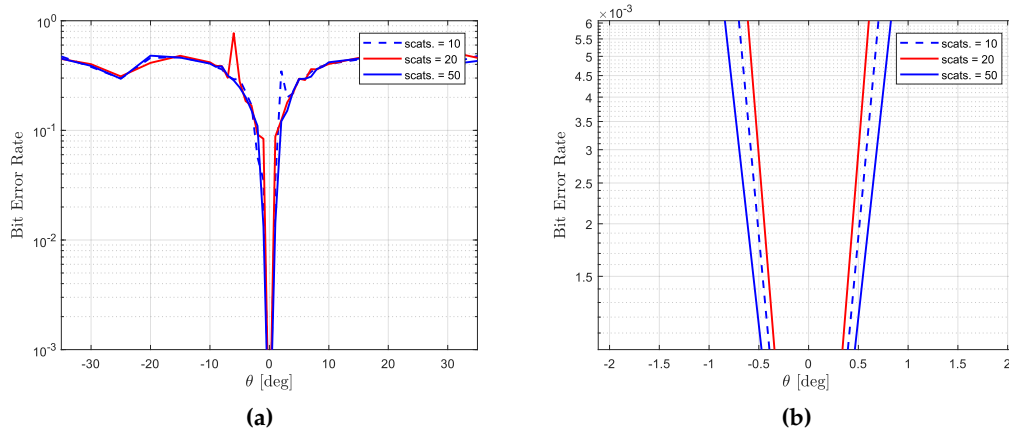 10^0
10^-1
10^-2
10^-3
Bit Error Rate
-30 -20 -10 0 10 20 30
θ [deg]
scats. = 10
scats = 20
scats. = 50
(a)
×10^-3
6
5.5
5
4.5
4
3.5
3
2.5
2
1.5
Bit Error Rate
-2 -1.5 -1 -0.5 0 0.5 1 1.5 2
θ [deg]
scats. = 10
scats = 20
scats. = 50
(b)